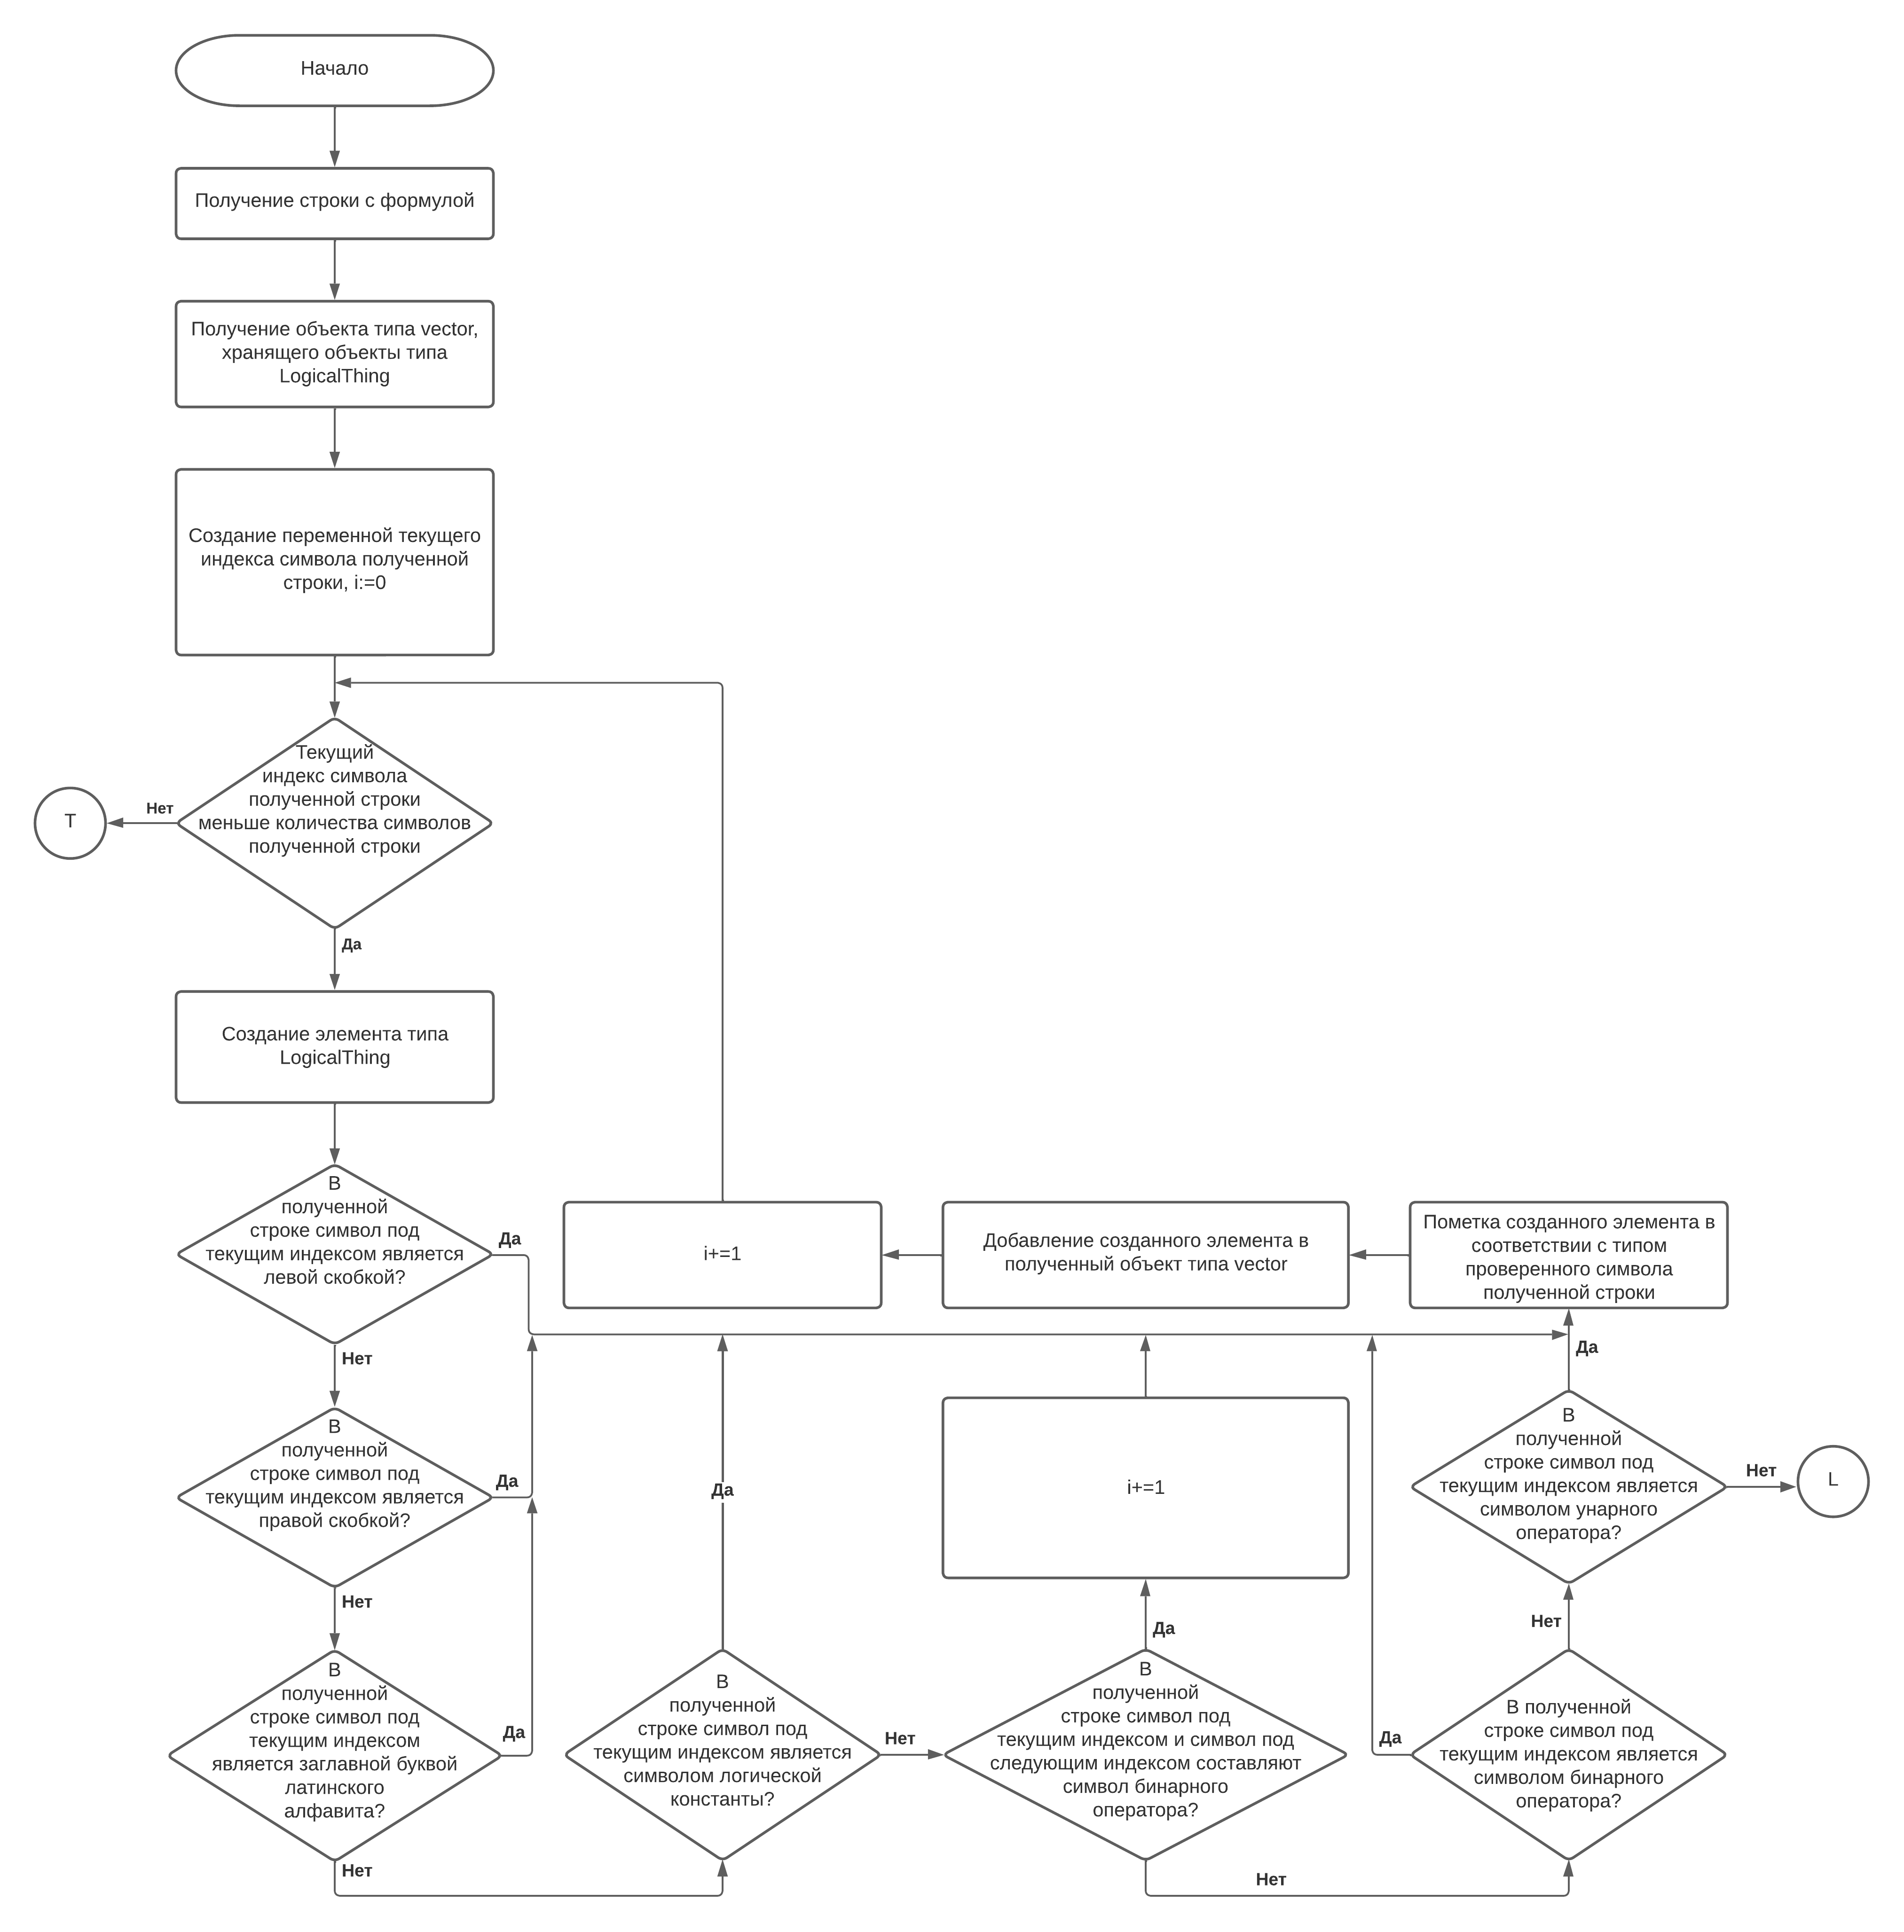 Начало
Получение строки с формулой
Получение объекта типа vector,
хранящего объекты типа
LogicalThing
Создание переменной текущего
индекса символа полученной
строки, i:=0
Текущий
индекс символа
полученной строки
меньше количества символов
полученной строки
Нет
T
Да
Создание элемента типа
LogicalThing
В
полученной
строке символ под
текущим индексом является
левой скобкой?
Да
i+=1
Добавление созданного элемента в
полученный объект типа vector
Пометка созданного элемента в
соответствии с типом
проверенного символа
полученной строки
Нет
Да
В
полученной
строке символ под
текущим индексом является
правой скобкой?
Да
Да
i+=1
В
полученной
строке символ под
текущим индексом является
символом унарного
оператора?
Нет
L
Нет
Да
Нет
В
полученной
строке символ под
текущим индексом
является заглавной буквой
латинского
алфавита?
Да
В
полученной
строке символ под
текущим индексом является
символом логической
константы?
Нет
В
полученной
строке символ под
текущим индексом и символ под
следующим индексом составляют
символ бинарного
оператора?
Да
В полученной
строке символ под
текущим индексом является
символом бинарного
оператора?
Нет
Нет